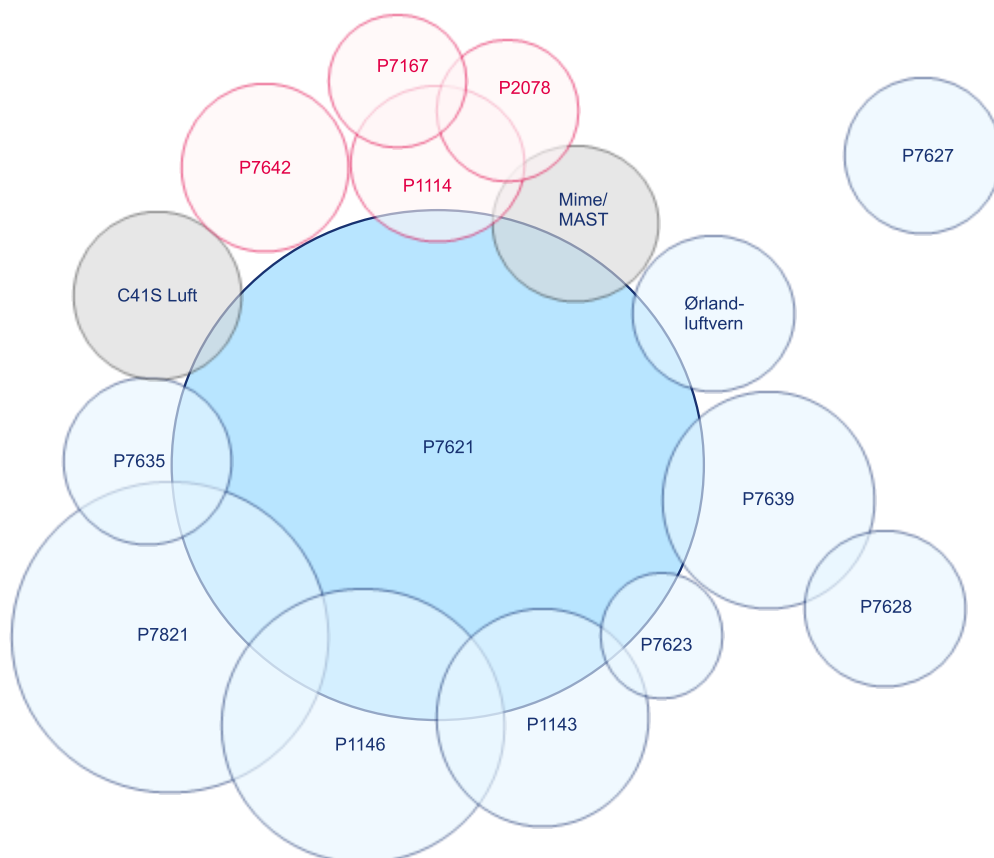 P7167
P2078
P7642
P1114
P7627
Mime/
MAST
C41S Luft
Ørland-
luftvern
P7621
P7635
P7639
P7628
P7821
P7623
P1143
P1146